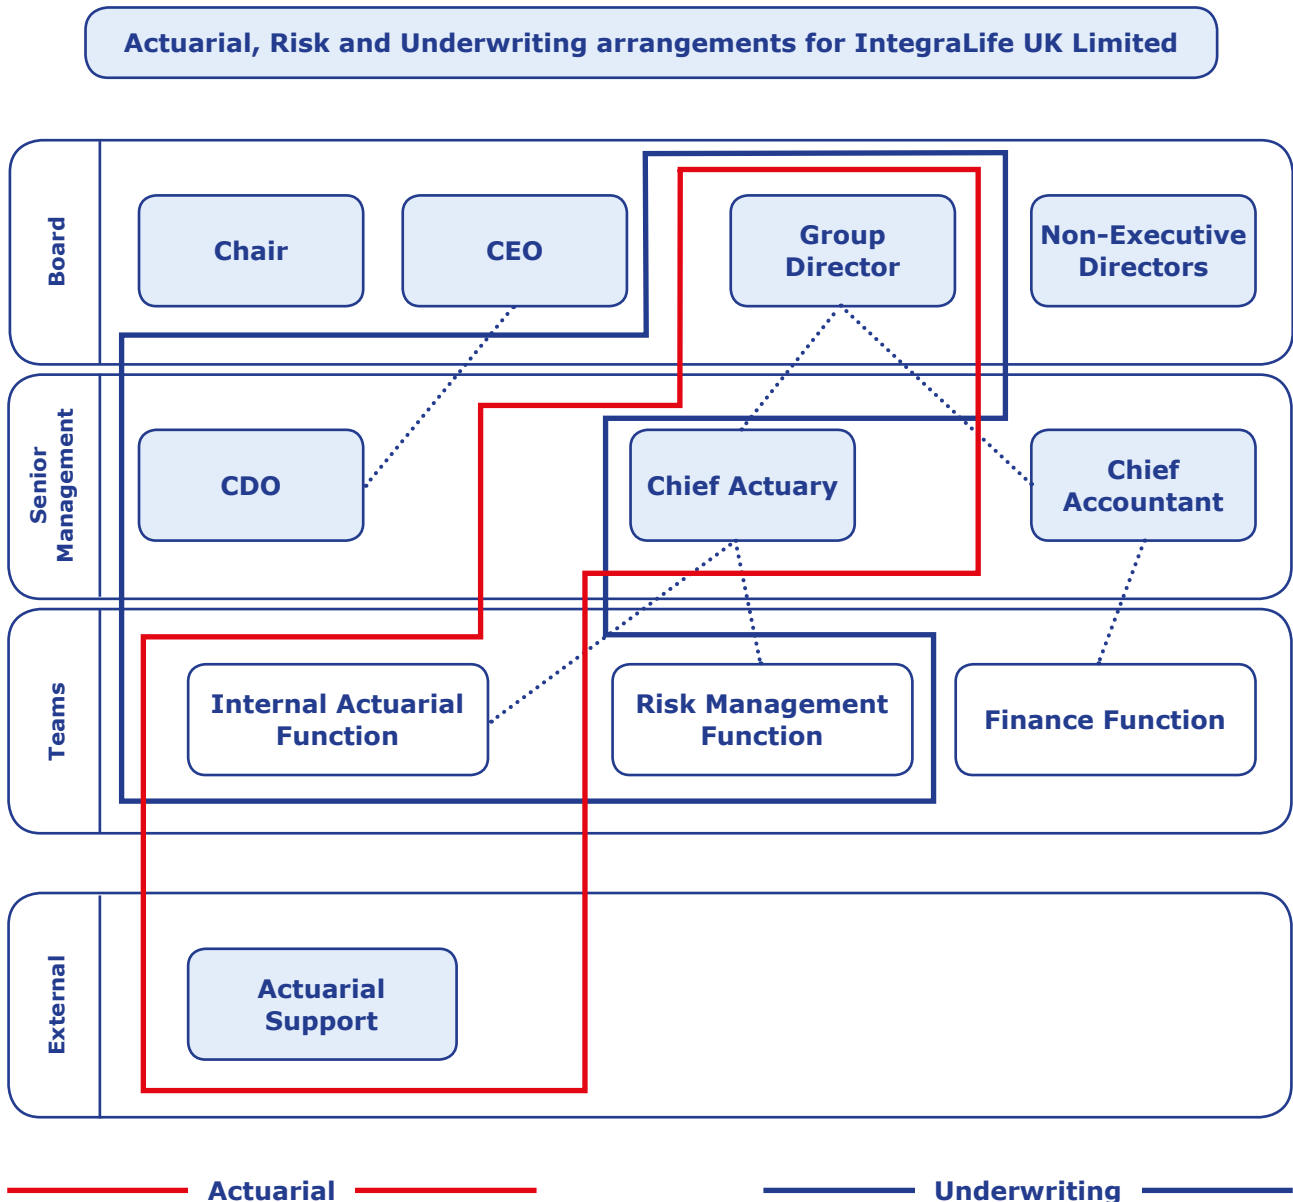 Actuarial, Risk and Underwriting arrangements for IntegraLife UK Limited
Board
Chair
CEO
Group
Director
Non-Executive
Directors
Senior
Management
CDO
Chief Actuary
Chief
Accountant
Teams
Internal Actuarial
Function
Risk Management
Function
Finance Function
External
Actuarial
Support
Actuarial
Underwriting